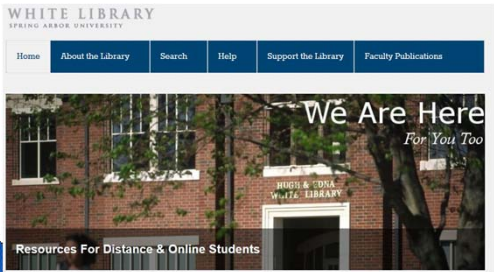 WHITE LIBRARY
SPRING ARBOR UNIVERSITY
Home About the Library Search Help Support the Library Faculty Publications
We Are Here
For You Too
HUGH & EDNA
WHITE LIBRARY
Resources For Distance & Online Students